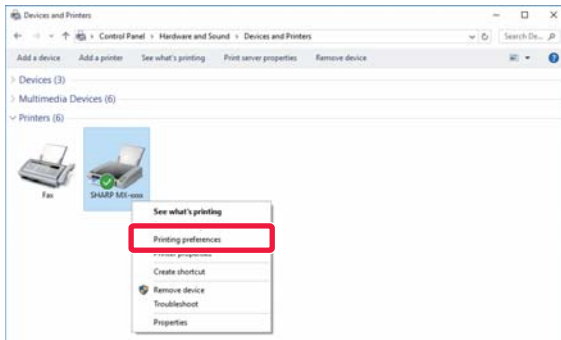 Devices and Printers
Control Panel > Hardware and Sound > Devices and Printers
Search De...
Add a device Add a printer See what's printing Print server properties Remove device
Devices (3)
Multimedia Devices (6)
Printers (6)
Fax
SHARP MX-xxxx
See what's printing
Printing preferences
Printer properties
Create shortcut
Remove device
Troubleshoot
Properties